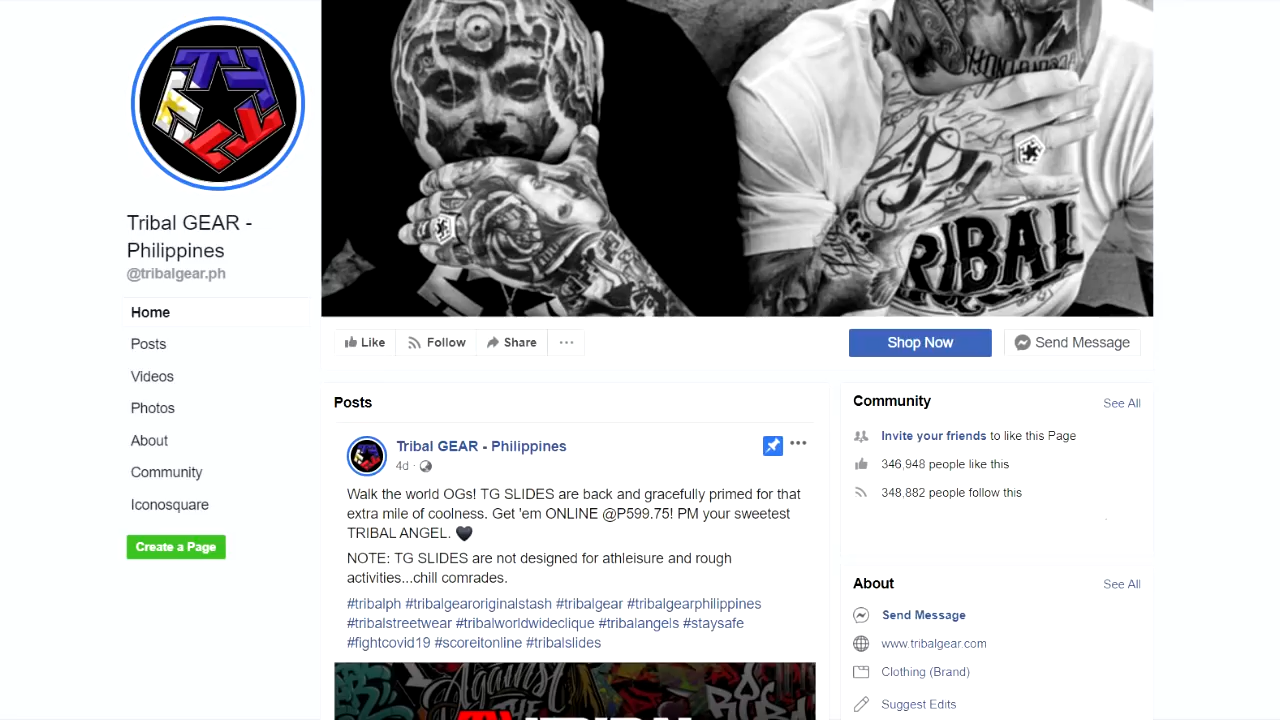 RIBAL
Tribal GEAR -
Philippines
@tribalgear.ph
Home
Posts
Videos
Photos
About
Community
Iconosquare
Create a Page
Like
Follow
Share
Shop Now
Send Message
Posts
Tribal GEAR - Philippines
4d ·
Walk the world OGs! TG SLIDES are back and gracefully primed for that
extra mile of coolness. Get 'em ONLINE @P599.75! PM your sweetest
TRIBAL ANGEL. 🖤
NOTE: TG SLIDES are not designed for athleisure and rough
activities...chill comrades.
#tribalph #tribalgearoriginalstash #tribalgear #tribalgearphilippines
#tribalstreetwear #tribalworldwideclique #tribalangels #staysafe
#fightcovid19 #scoreitonline #tribalslides
Against
THE
TRIBAL
Community
See All
Invite your friends to like this Page
346,948 people like this
348,882 people follow this
About
See All
Send Message
www.tribalgear.com
Clothing (Brand)
Suggest Edits